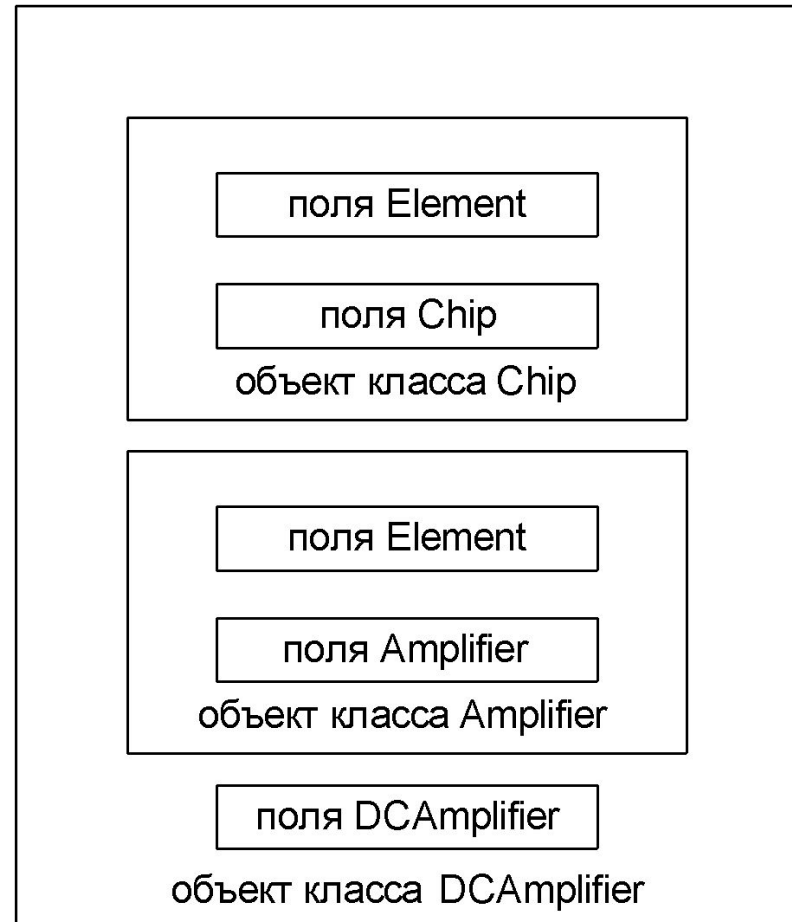 поля Element
поля Chip
объект класса Chip
поля Element
поля Amplifier
объект класса Amplifier
поля DCAmplifier
объект класса DCAmplifier